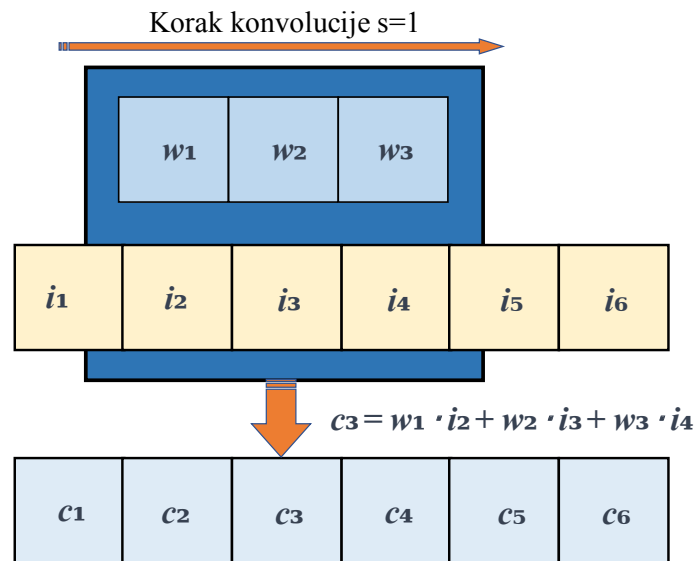 Korak konvolucije s=1
w1 w2 w3
i1 i2 i3 i4 i5 i6
c3 = w1 · i2 + w2 · i3 + w3 · i4
c1 c2 c3 c4 c5 c6